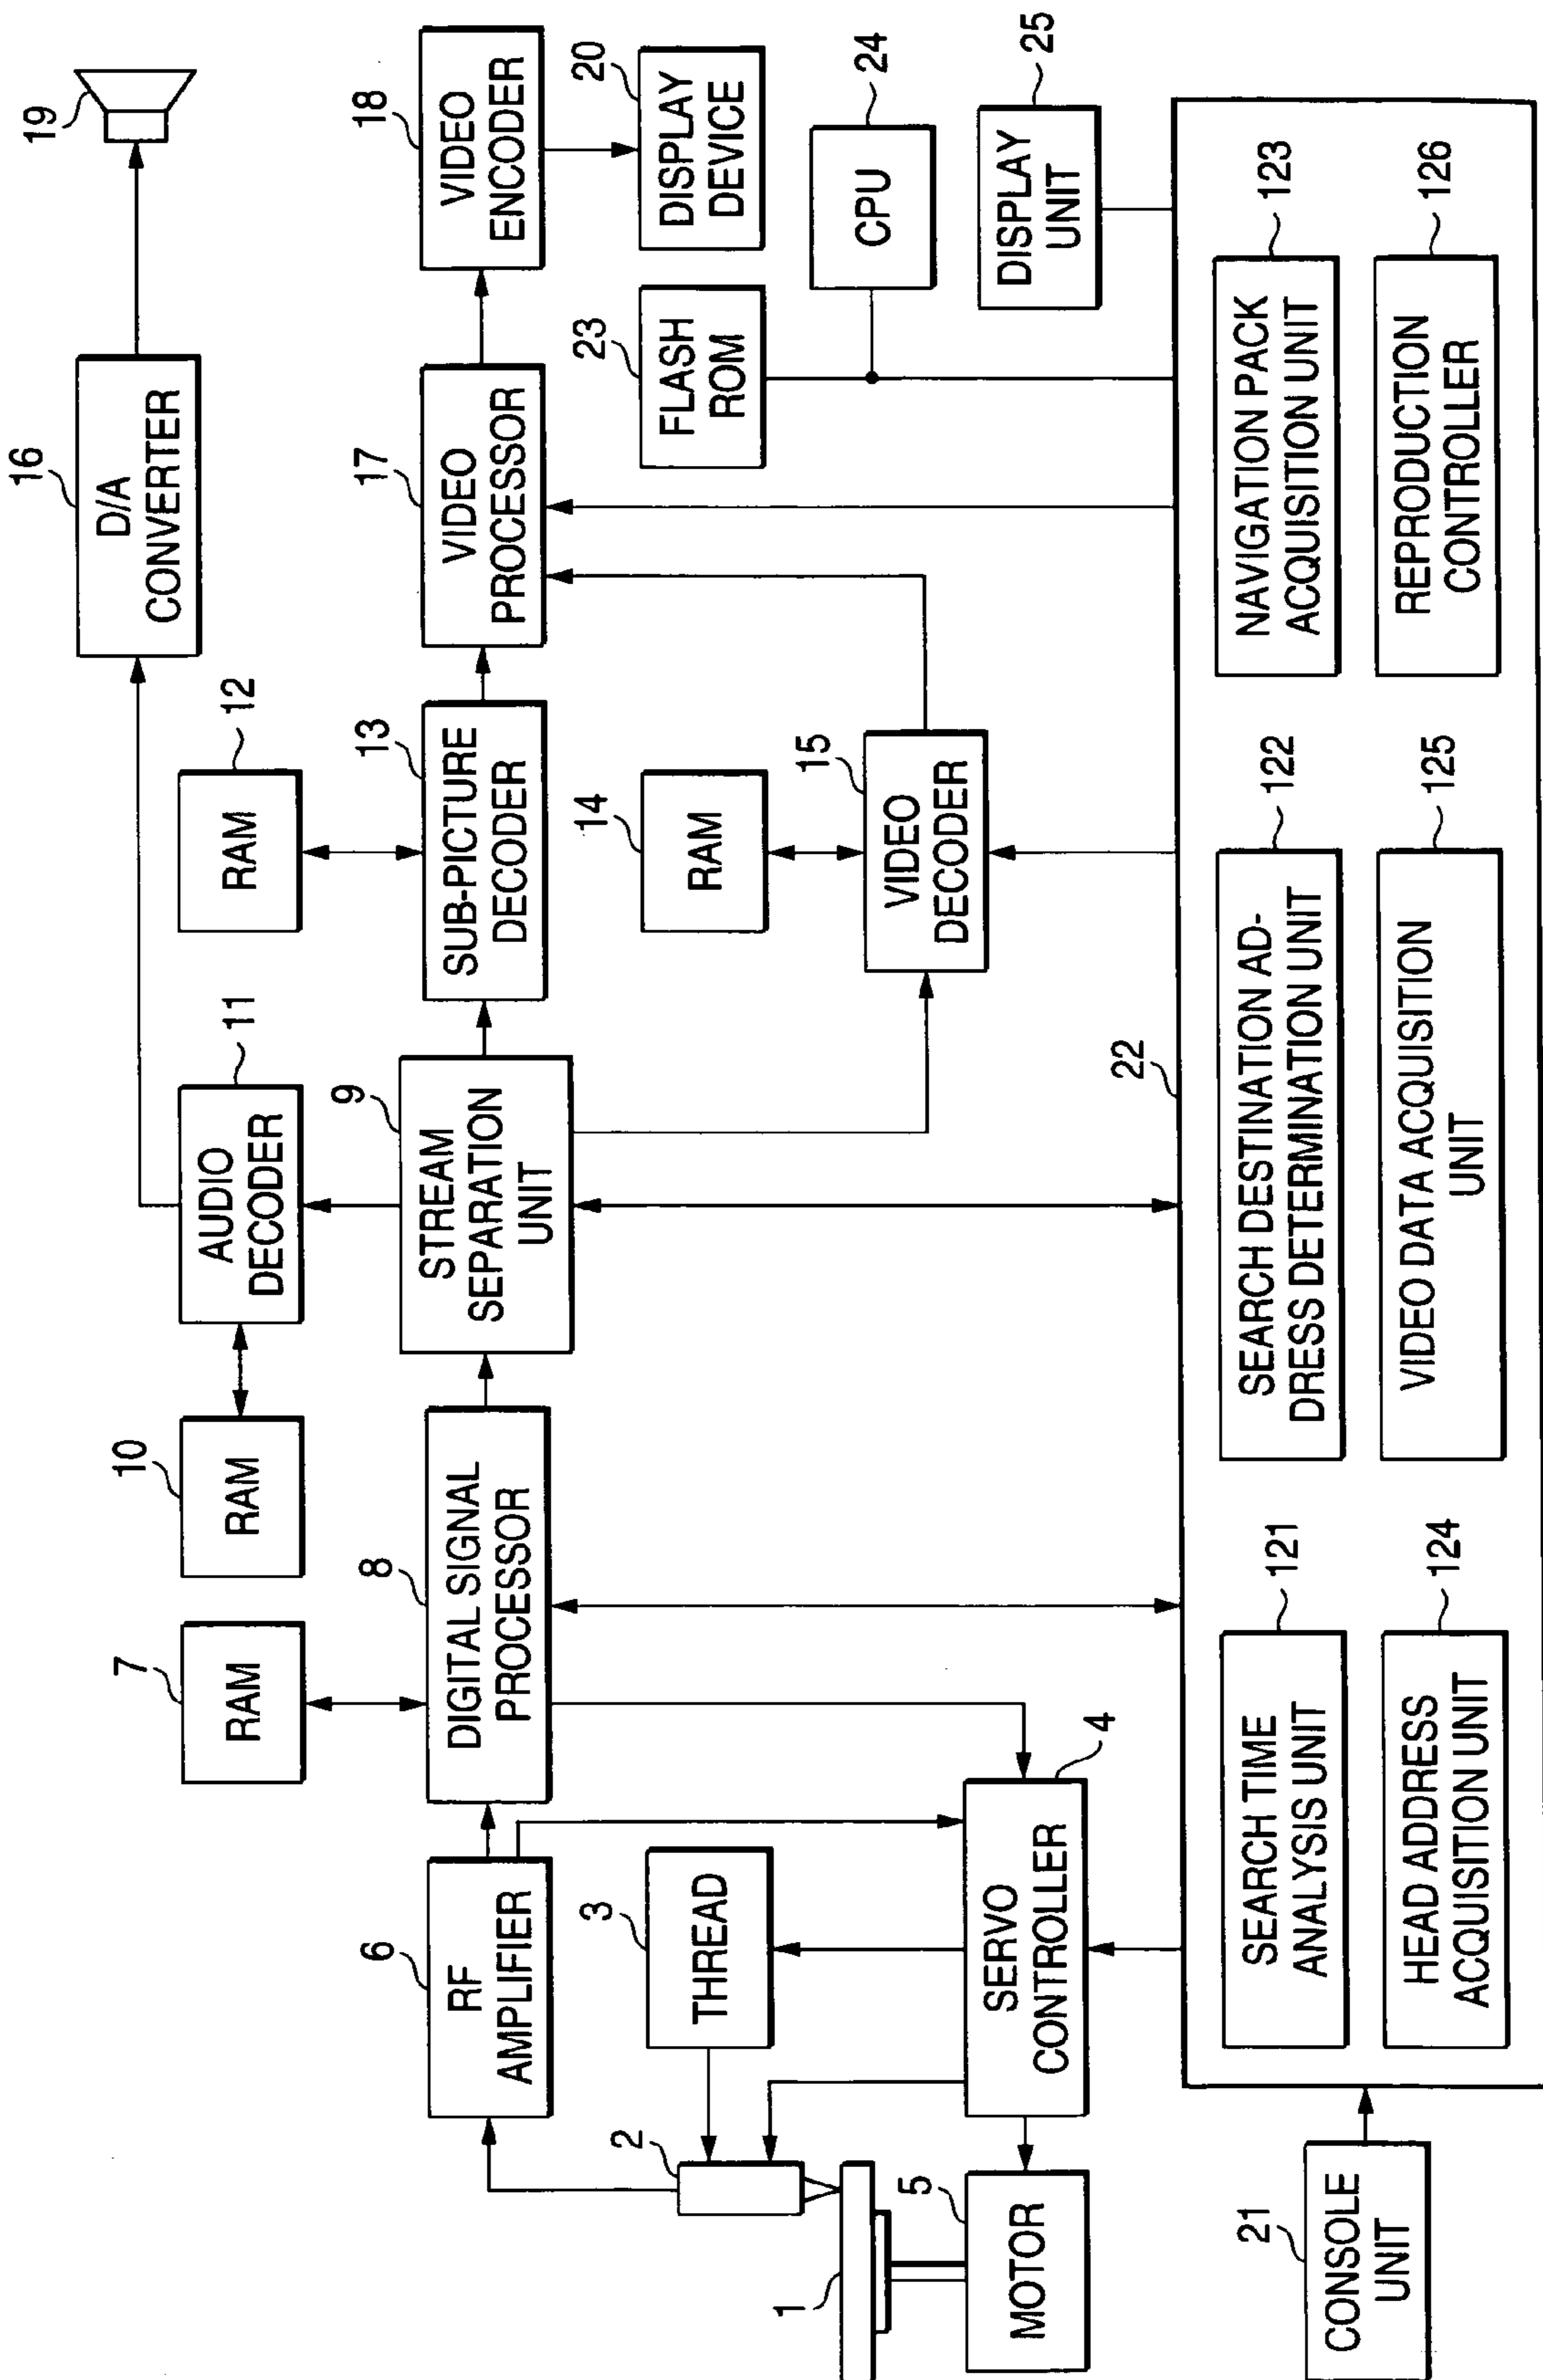 19
16
D/A
CONVERTER
18
VIDEO
ENCODER
20
DISPLAY
DEVICE
17
VIDEO
PROCESSOR
23
FLASH
ROM
24
CPU
25
DISPLAY
UNIT
12
RAM
13
SUB-PICTURE
DECODER
14
RAM
15
VIDEO
DECODER
11
AUDIO
DECODER
9
STREAM
SEPARATION
UNIT
10
RAM
7
RAM
8
DIGITAL SIGNAL
PROCESSOR
6
RF
AMPLIFIER
3
THREAD
4
SERVO
CONTROLLER
2
1
5
MOTOR
21
CONSOLE
UNIT
22
121
SEARCH TIME
ANALYSIS UNIT
122
SEARCH DESTINATION AD-
DRESS DETERMINATION UNIT
123
NAVIGATION PACK
ACQUISITION UNIT
124
HEAD ADDRESS
ACQUISITION UNIT
125
VIDEO DATA ACQUISITION
UNIT
126
REPRODUCTION
CONTROLLER